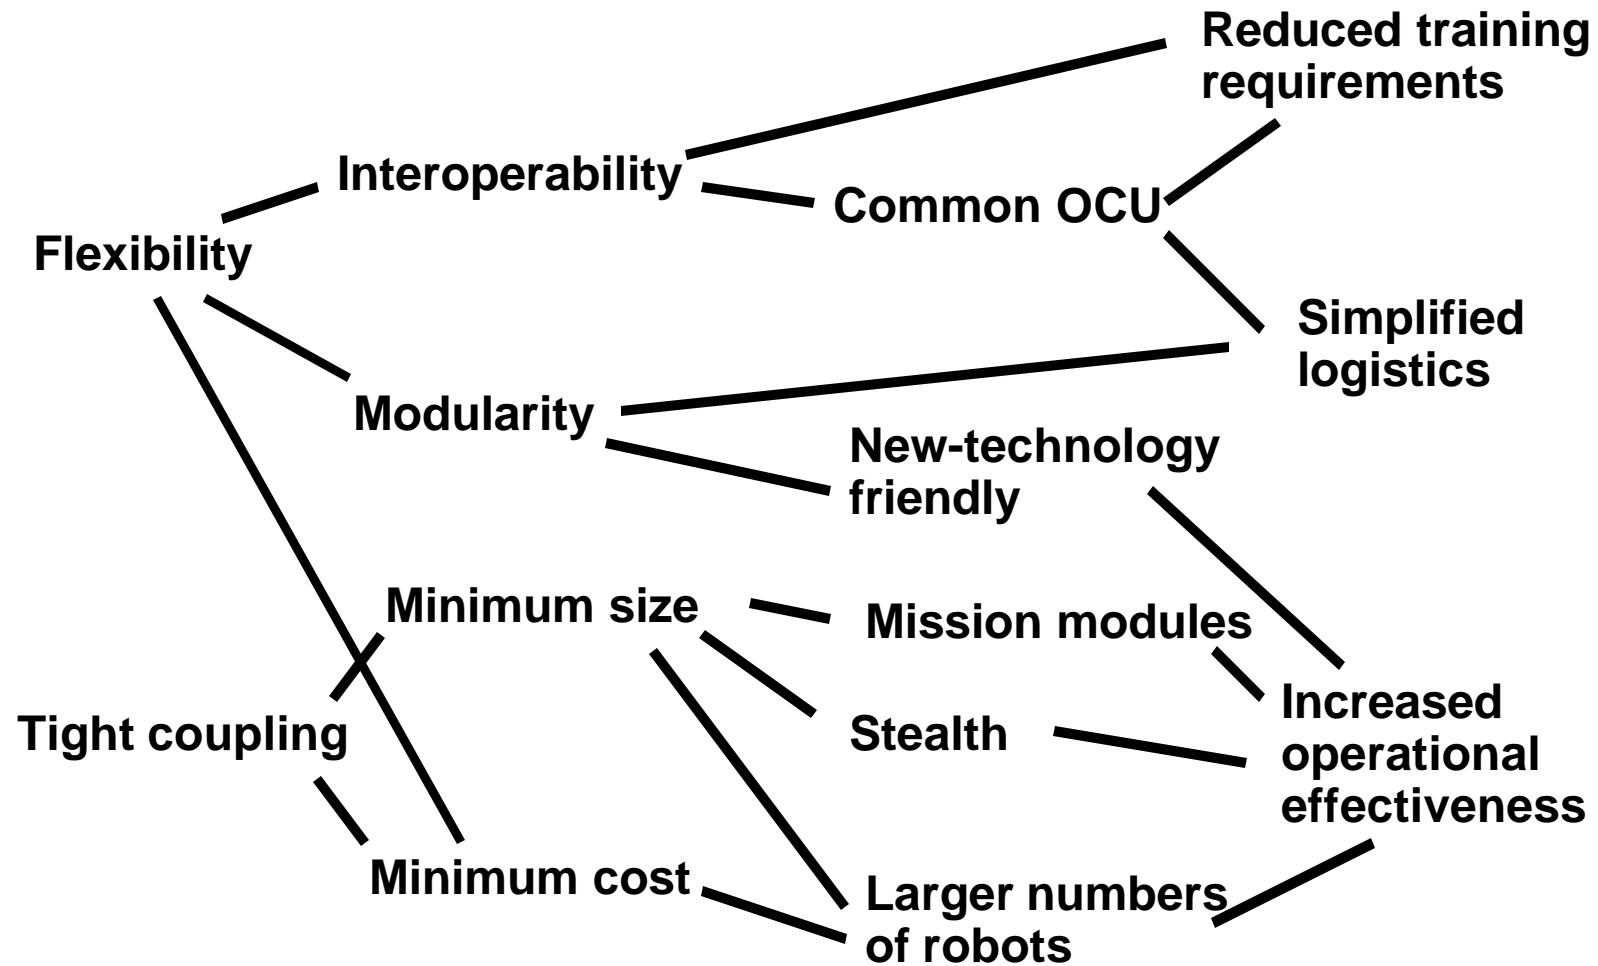 Reduced training
requirements
Interoperability
Common OCU
Flexibility
Simplified
logistics
Modularity
New-technology
friendly
Minimum size
Mission modules
Increased
operational
effectiveness
Tight coupling
Stealth
Minimum cost
Larger numbers
of robots